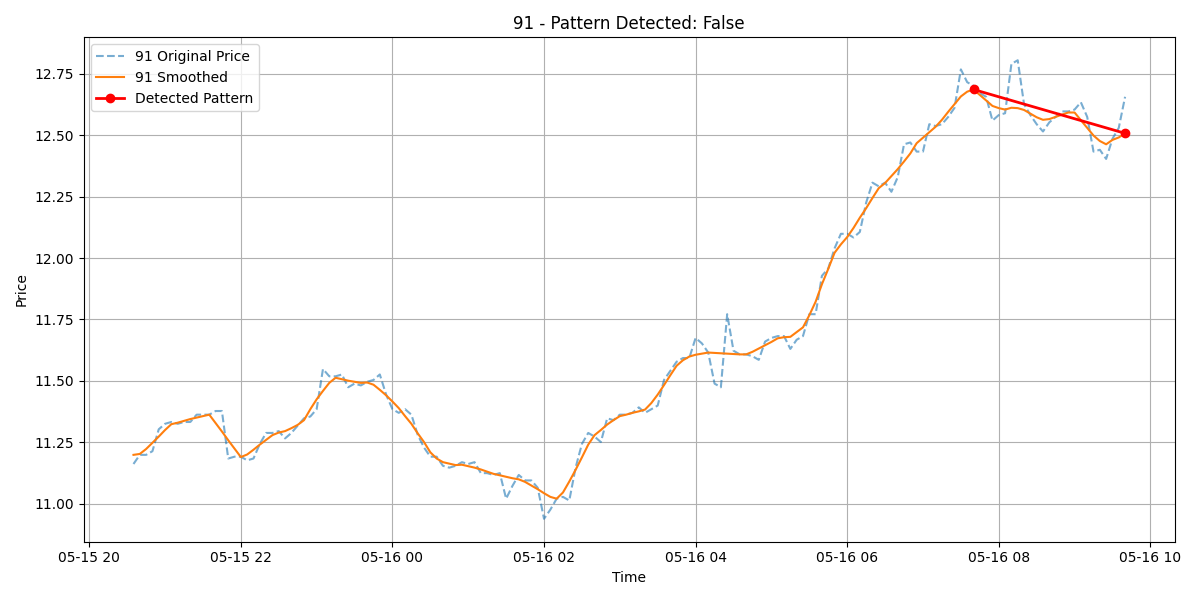 91 - Pattern Detected: False
91 Original Price
91 Smoothed
Detected Pattern
Price
12.75
12.50
12.25
12.00
11.75
11.50
11.25
11.00
05-15 20 05-15 22 05-16 00 05-16 02 05-16 04 05-16 06 05-16 08 05-16 10
Time